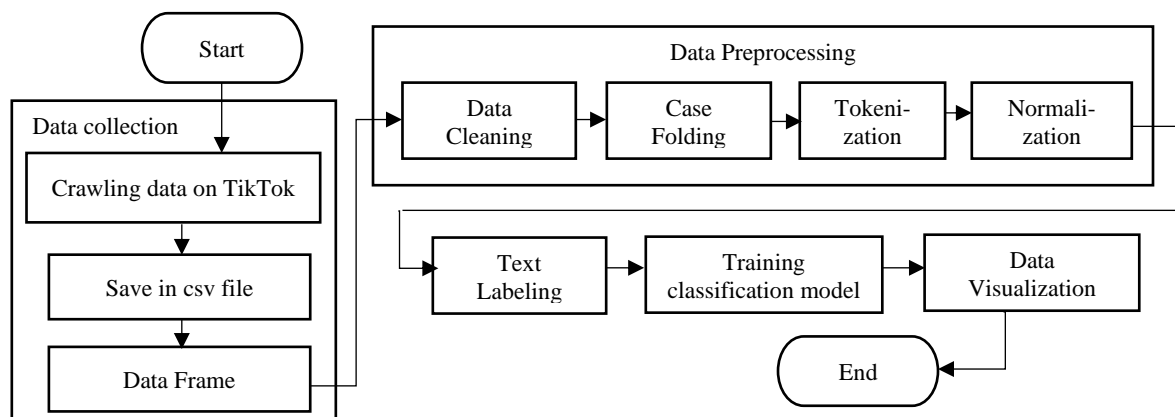 Start
Data collection
Crawling data on TikTok
Save in csv file
Data Frame
Data Preprocessing
Data
Cleaning
Case
Folding
Tokeni-
zation
Normali-
zation
Text
Labeling
Training
classification model
Data
Visualization
End